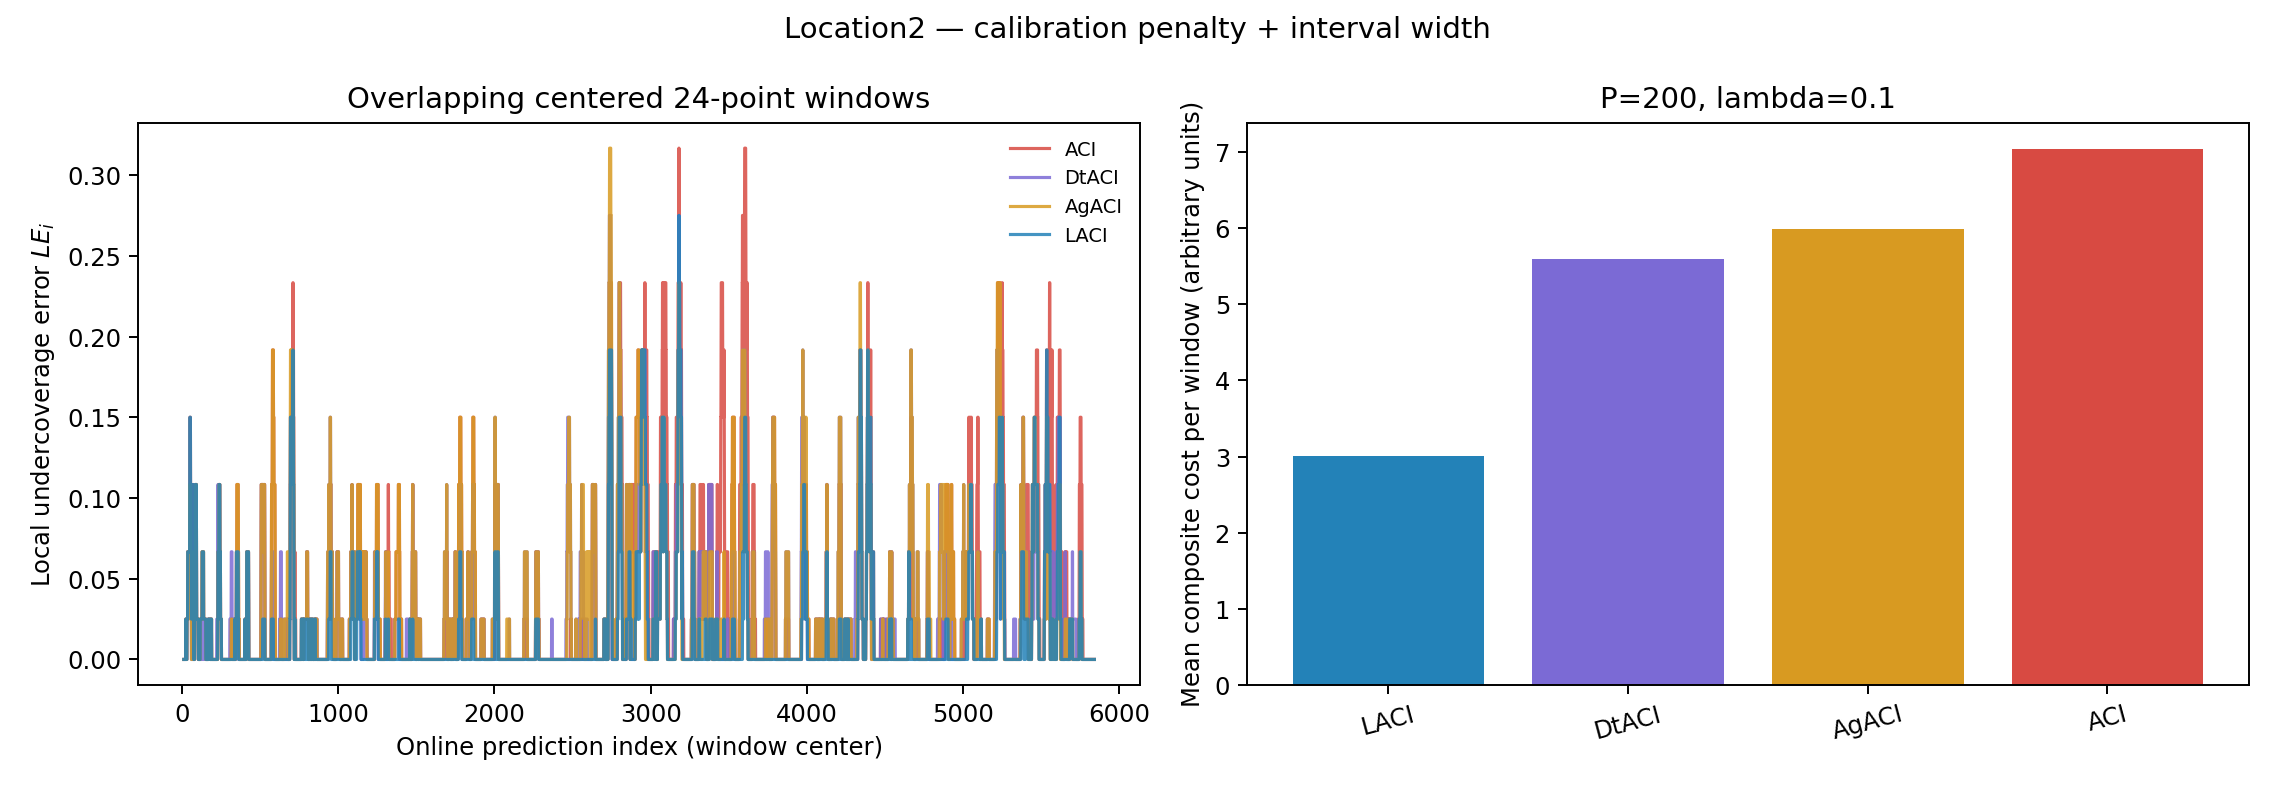 Location2 — calibration penalty + interval width
Overlapping centered 24-point windows
Local undercoverage error LEᵢ
0.30
0.25
0.20
0.15
0.10
0.05
0.00
ACI
DtACI
AgACI
LACI
0 1000 2000 3000 4000 5000 6000
Online prediction index (window center)
P=200, lambda=0.1
Mean composite cost per window (arbitrary units)
7
6
5
4
3
2
1
0
LACI DtACI AgACI ACI